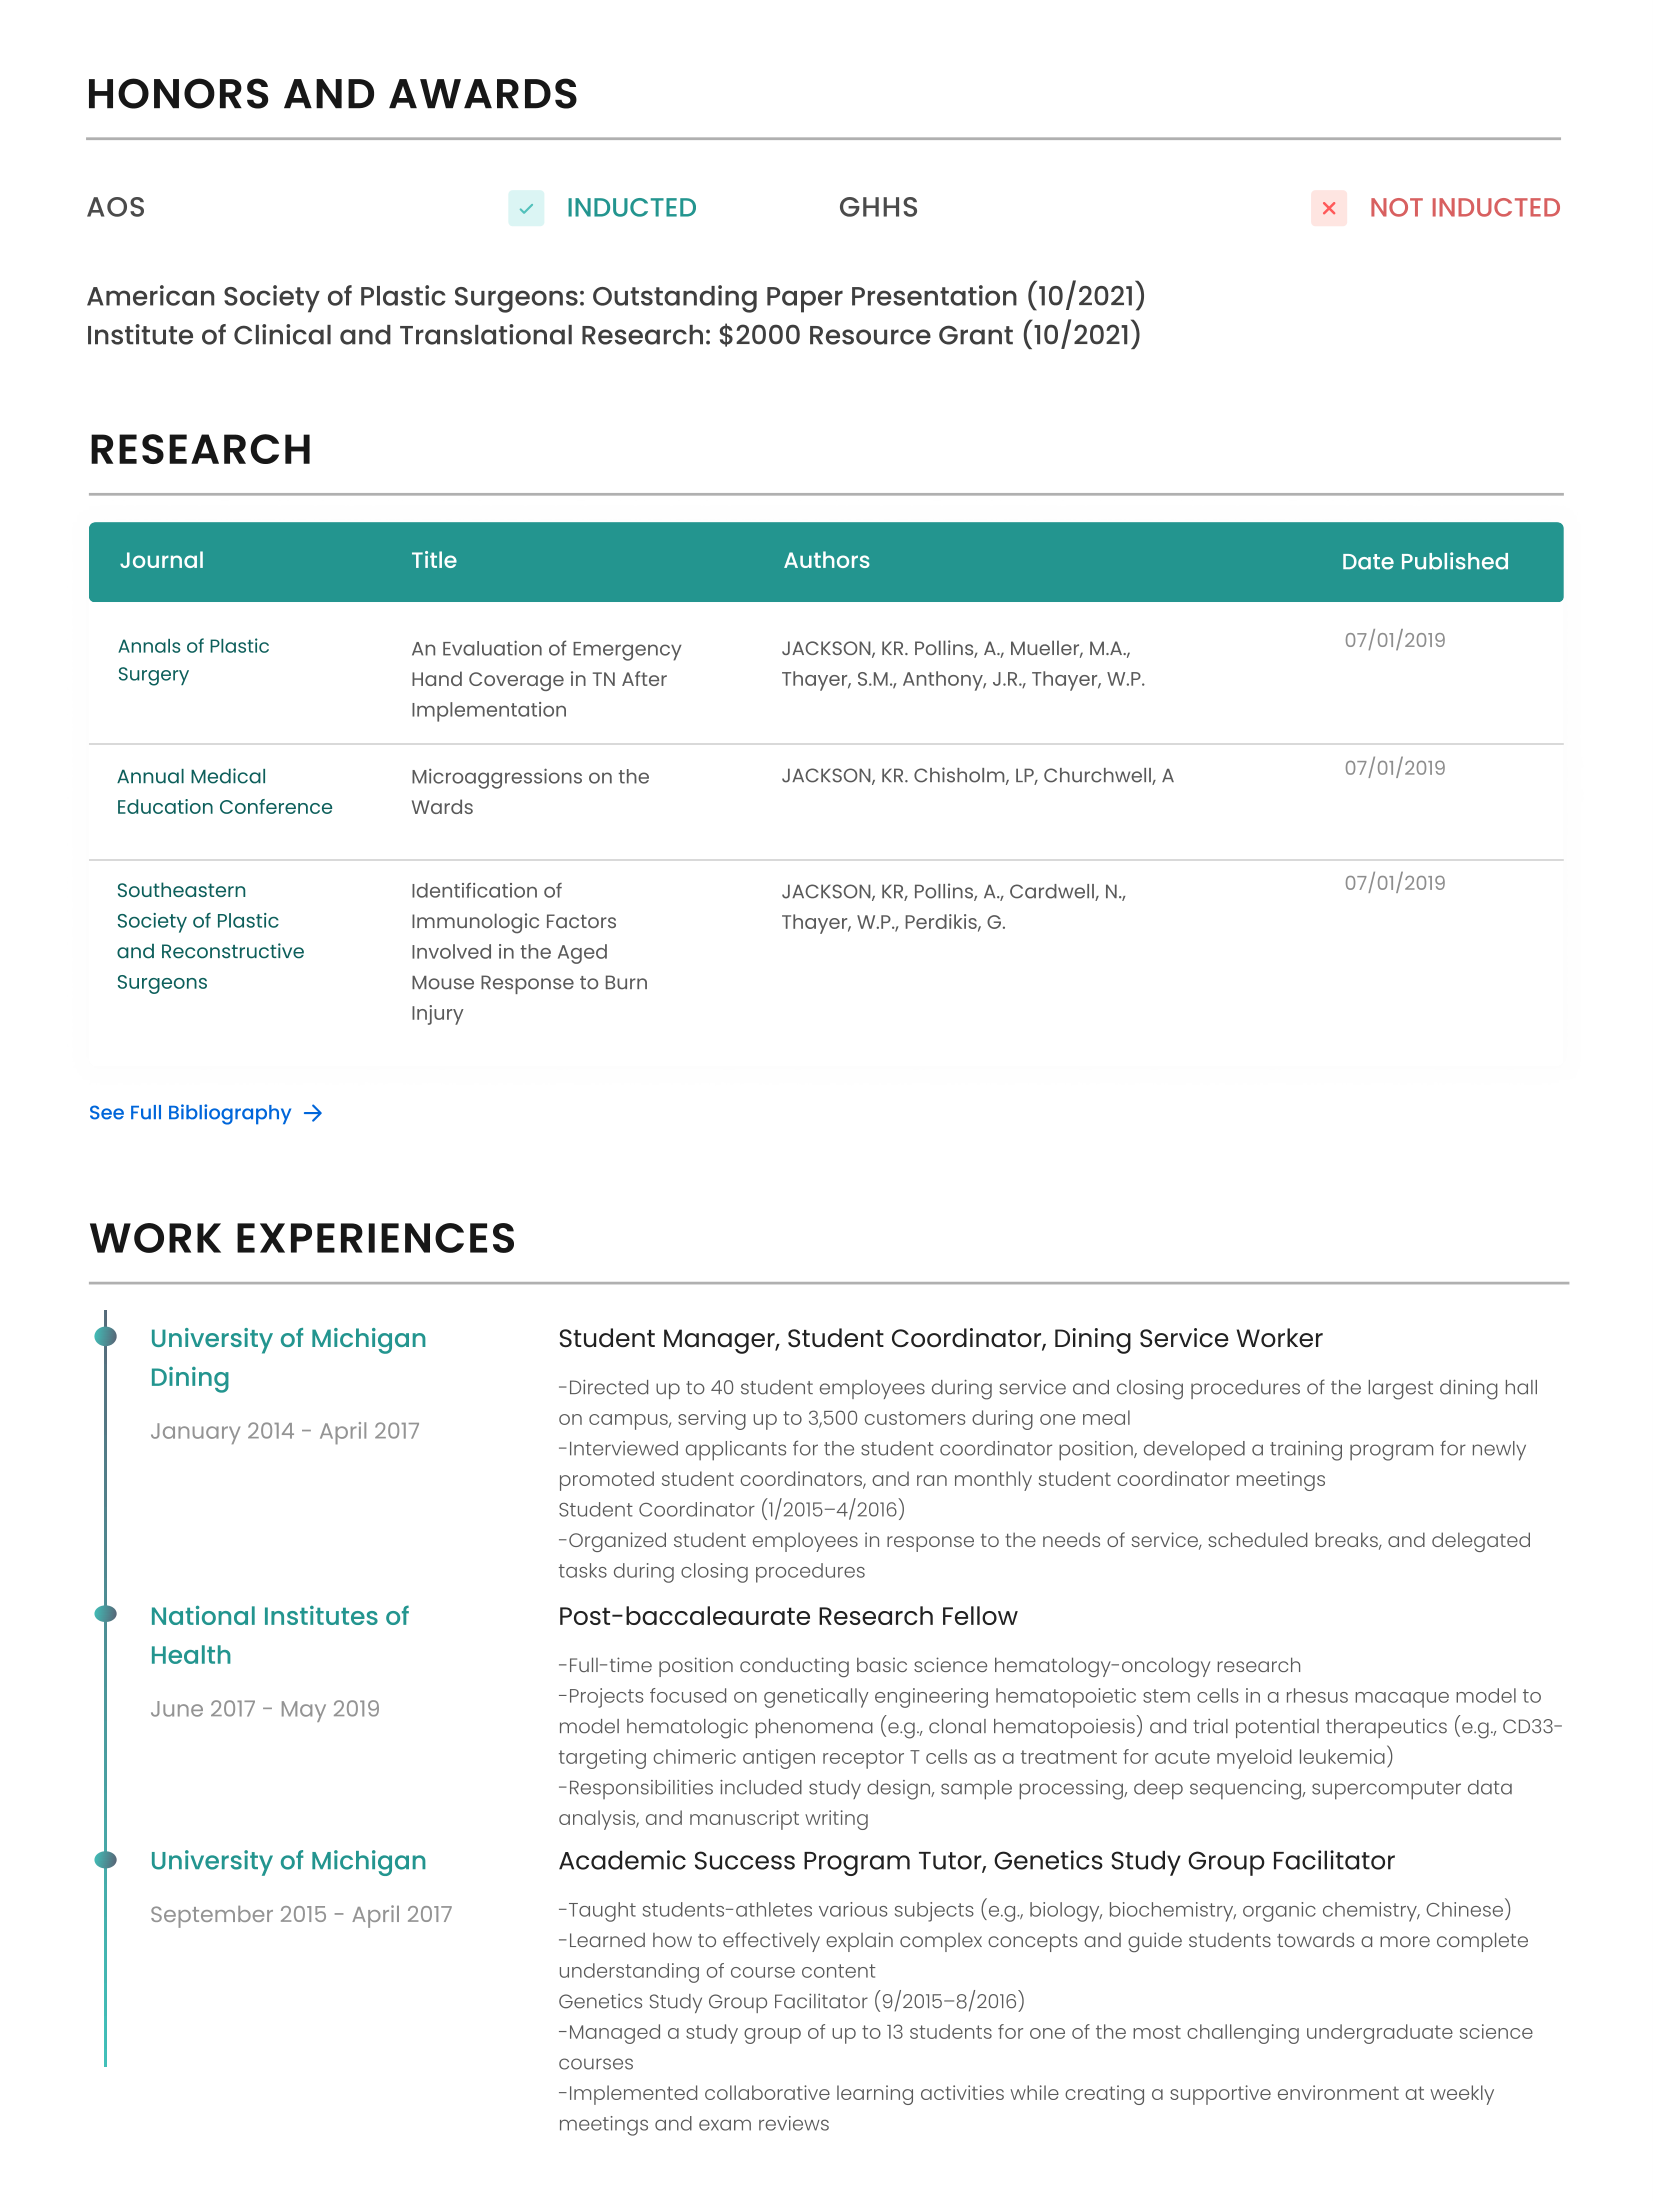 HONORS AND AWARDS
AOS INDUCTED GHHS NOT INDUCTED
American Society of Plastic Surgeons: Outstanding Paper Presentation (10/2021)
Institute of Clinical and Translational Research: $2000 Resource Grant (10/2021)
RESEARCH
Journal Title Authors Date Published
Annals of Plastic
Surgery
An Evaluation of Emergency
Hand Coverage in TN After
Implementation
JACKSON, KR. Pollins, A., Mueller, M.A.,
Thayer, S.M., Anthony, J.R., Thayer, W.P.
07/01/2019
Annual Medical
Education Conference
Microaggressions on the
Wards
JACKSON, KR. Chisholm, LP, Churchwell, A
07/01/2019
Southeastern
Society of Plastic
and Reconstructive
Surgeons
Identification of
Immunologic Factors
Involved in the Aged
Mouse Response to Burn
Injury
JACKSON, KR, Pollins, A., Cardwell, N.,
Thayer, W.P., Perdikis, G.
07/01/2019
See Full Bibliography →
WORK EXPERIENCES
University of Michigan
Dining
January 2014 - April 2017
Student Manager, Student Coordinator, Dining Service Worker
-Directed up to 40 student employees during service and closing procedures of the largest dining hall
on campus, serving up to 3,500 customers during one meal
-Interviewed applicants for the student coordinator position, developed a training program for newly
promoted student coordinators, and ran monthly student coordinator meetings
Student Coordinator (1/2015–4/2016)
-Organized student employees in response to the needs of service, scheduled breaks, and delegated
tasks during closing procedures
National Institutes of
Health
June 2017 - May 2019
Post-baccaleaurate Research Fellow
-Full-time position conducting basic science hematology-oncology research
-Projects focused on genetically engineering hematopoietic stem cells in a rhesus macaque model to
model hematologic phenomena (e.g., clonal hematopoiesis) and trial potential therapeutics (e.g., CD33-
targeting chimeric antigen receptor T cells as a treatment for acute myeloid leukemia)
-Responsibilities included study design, sample processing, deep sequencing, supercomputer data
analysis, and manuscript writing
University of Michigan
September 2015 - April 2017
Academic Success Program Tutor, Genetics Study Group Facilitator
-Taught students-athletes various subjects (e.g., biology, biochemistry, organic chemistry, Chinese)
-Learned how to effectively explain complex concepts and guide students towards a more complete
understanding of course content
Genetics Study Group Facilitator (9/2015–8/2016)
-Managed a study group of up to 13 students for one of the most challenging undergraduate science
courses
-Implemented collaborative learning activities while creating a supportive environment at weekly
meetings and exam reviews